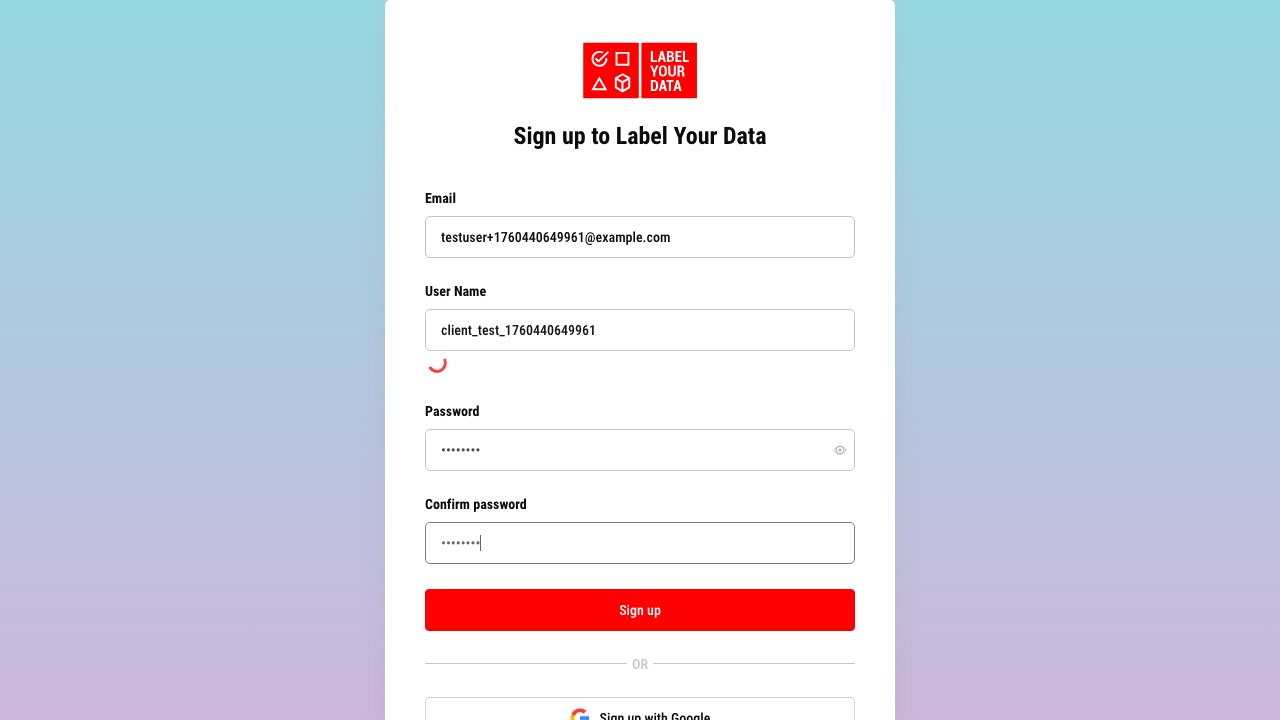 LABEL
YOUR
DATA
Sign up to Label Your Data
Email
testuser+1760440649961@example.com
User Name
client_test_1760440649961
Password
••••••••
Confirm password
••••••••
Sign up
OR
Sign up with Google